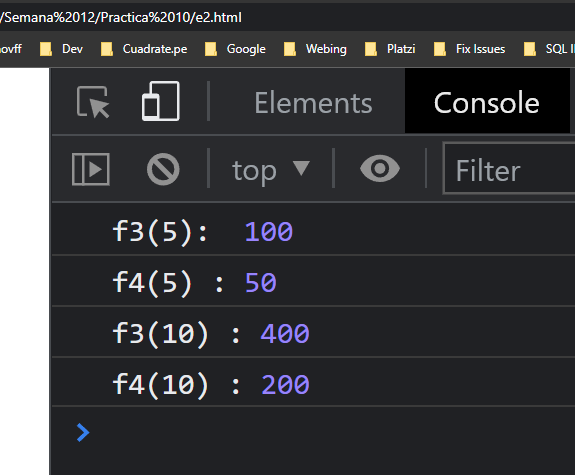 /Semana%2012/Practica%2010/e2.html
novff Dev Cuadrate.pe Google Webing Platzi Fix Issues SQL I
Elements Console
top ▼ Filter
f3(5):  100
f4(5) : 50
f3(10) : 400
f4(10) : 200
>